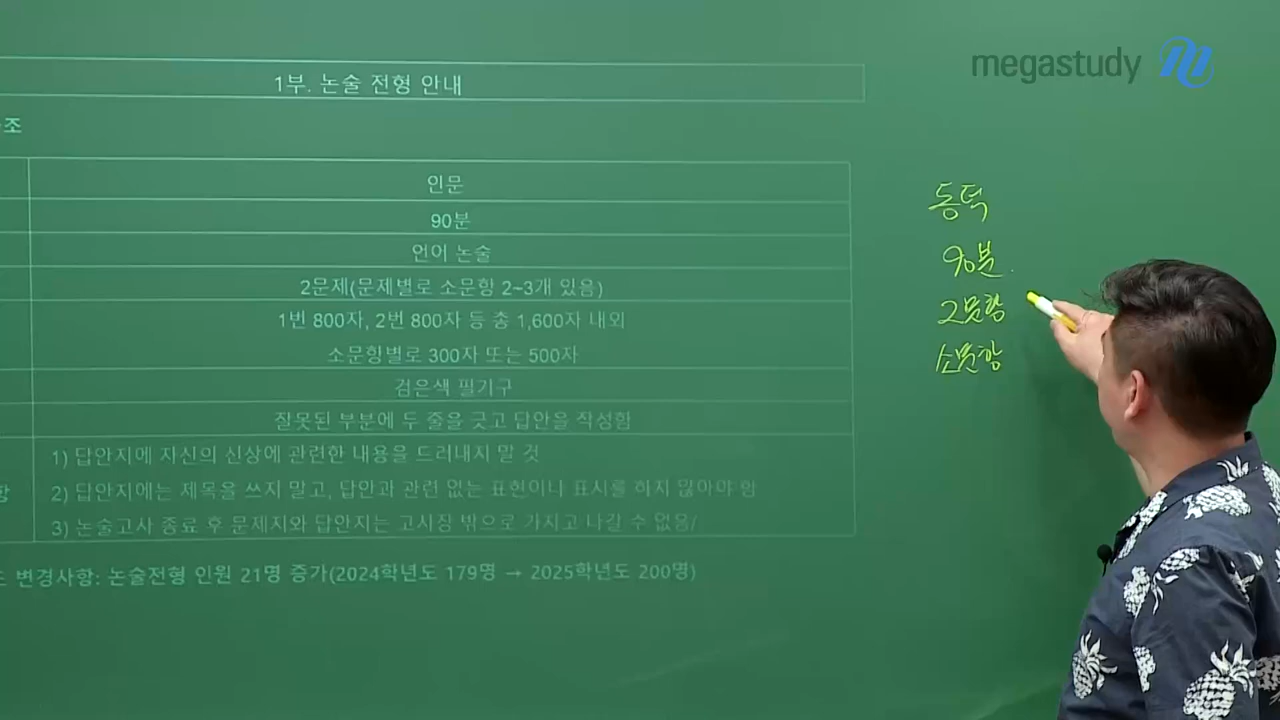 megastudy
1부. 논술 전형 안내
조
인문
90분
언어 논술
2문제(문제별로 소문항 2~3개 있음)
1번 800자, 2번 800자 등 총 1,600자 내외
소문항별로 300자 또는 500자
검은색 필기구
잘못된 부분에 두 줄을 긋고 답안을 작성함
1) 답안지에 자신의 신상에 관련한 내용을 드러내지 말 것
항
2) 답안지에는 제목을 쓰지 말고, 답안과 관련 없는 표현이나 표시를 하지 않아야 함
3) 논술고사 종료 후 문제지와 답안지는 고시장 밖으로 가지고 나갈 수 없음/
도 변경사항: 논술전형 인원 21명 증가(2024학년도 179명 → 2025학년도 200명)
동덕
90분.
2문항
소문항